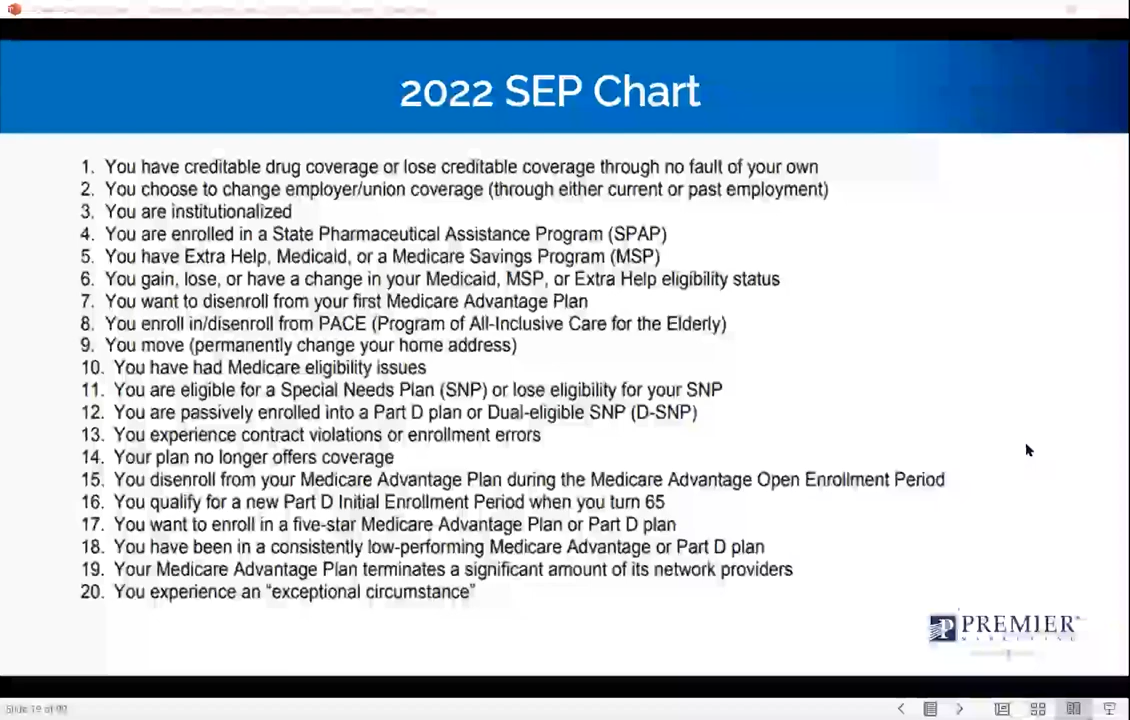 2022 SEP Chart
1. You have creditable drug coverage or lose creditable coverage through no fault of your own
2. You choose to change employer/union coverage (through either current or past employment)
3. You are institutionalized
4. You are enrolled in a State Pharmaceutical Assistance Program (SPAP)
5. You have Extra Help, Medicaid, or a Medicare Savings Program (MSP)
6. You gain, lose, or have a change in your Medicaid, MSP, or Extra Help eligibility status
7. You want to disenroll from your first Medicare Advantage Plan
8. You enroll in/disenroll from PACE (Program of All-Inclusive Care for the Elderly)
9. You move (permanently change your home address)
10. You have had Medicare eligibility issues
11. You are eligible for a Special Needs Plan (SNP) or lose eligibility for your SNP
12. You are passively enrolled into a Part D plan or Dual-eligible SNP (D-SNP)
13. You experience contract violations or enrollment errors
14. Your plan no longer offers coverage
15. You disenroll from your Medicare Advantage Plan during the Medicare Advantage Open Enrollment Period
16. You qualify for a new Part D Initial Enrollment Period when you turn 65
17. You want to enroll in a five-star Medicare Advantage Plan or Part D plan
18. You have been in a consistently low-performing Medicare Advantage or Part D plan
19. Your Medicare Advantage Plan terminates a significant amount of its network providers
20. You experience an “exceptional circumstance”
PREMIER
MARKETING
Slide 19 of